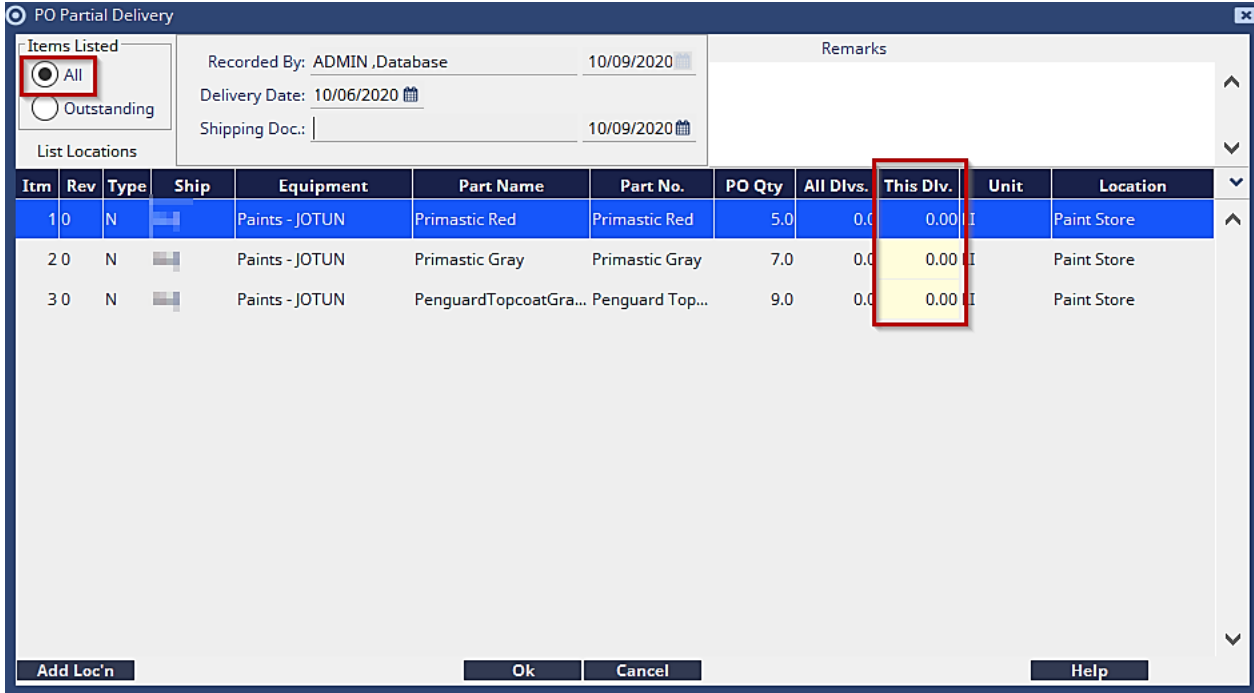 PO Partial Delivery
Items Listed
All
Outstanding
List Locations
Recorded By: ADMIN ,Database 10/09/2020
Delivery Date: 10/06/2020
Shipping Doc.: 10/09/2020
Remarks
Itm Rev Type Ship Equipment Part Name Part No. PO Qty All Dlvs. This Dlv. Unit Location
1 0 N Paints - JOTUN Primastic Red Primastic Red 5.0 0.0 0.00 Paint Store
2 0 N Paints - JOTUN Primastic Gray Primastic Gray 7.0 0.0 0.00 Paint Store
3 0 N Paints - JOTUN PenguardTopcoatGra... Penguard Top... 9.0 0.0 0.00 Paint Store
Add Loc'n Ok Cancel Help